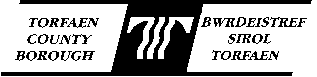 TORFAEN
COUNTY
BOROUGH
BWRDEISTREF
SIROL
TORFAEN